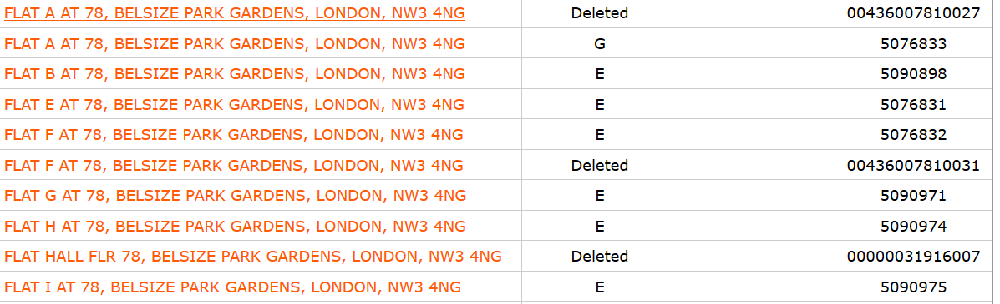 FLAT A AT 78, BELSIZE PARK GARDENS, LONDON, NW3 4NG Deleted 00436007810027
FLAT A AT 78, BELSIZE PARK GARDENS, LONDON, NW3 4NG G 5076833
FLAT B AT 78, BELSIZE PARK GARDENS, LONDON, NW3 4NG E 5090898
FLAT E AT 78, BELSIZE PARK GARDENS, LONDON, NW3 4NG E 5076831
FLAT F AT 78, BELSIZE PARK GARDENS, LONDON, NW3 4NG E 5076832
FLAT F AT 78, BELSIZE PARK GARDENS, LONDON, NW3 4NG Deleted 00436007810031
FLAT G AT 78, BELSIZE PARK GARDENS, LONDON, NW3 4NG E 5090971
FLAT H AT 78, BELSIZE PARK GARDENS, LONDON, NW3 4NG E 5090974
FLAT HALL FLR 78, BELSIZE PARK GARDENS, LONDON, NW3 4NG Deleted 00000031916007
FLAT I AT 78, BELSIZE PARK GARDENS, LONDON, NW3 4NG E 5090975